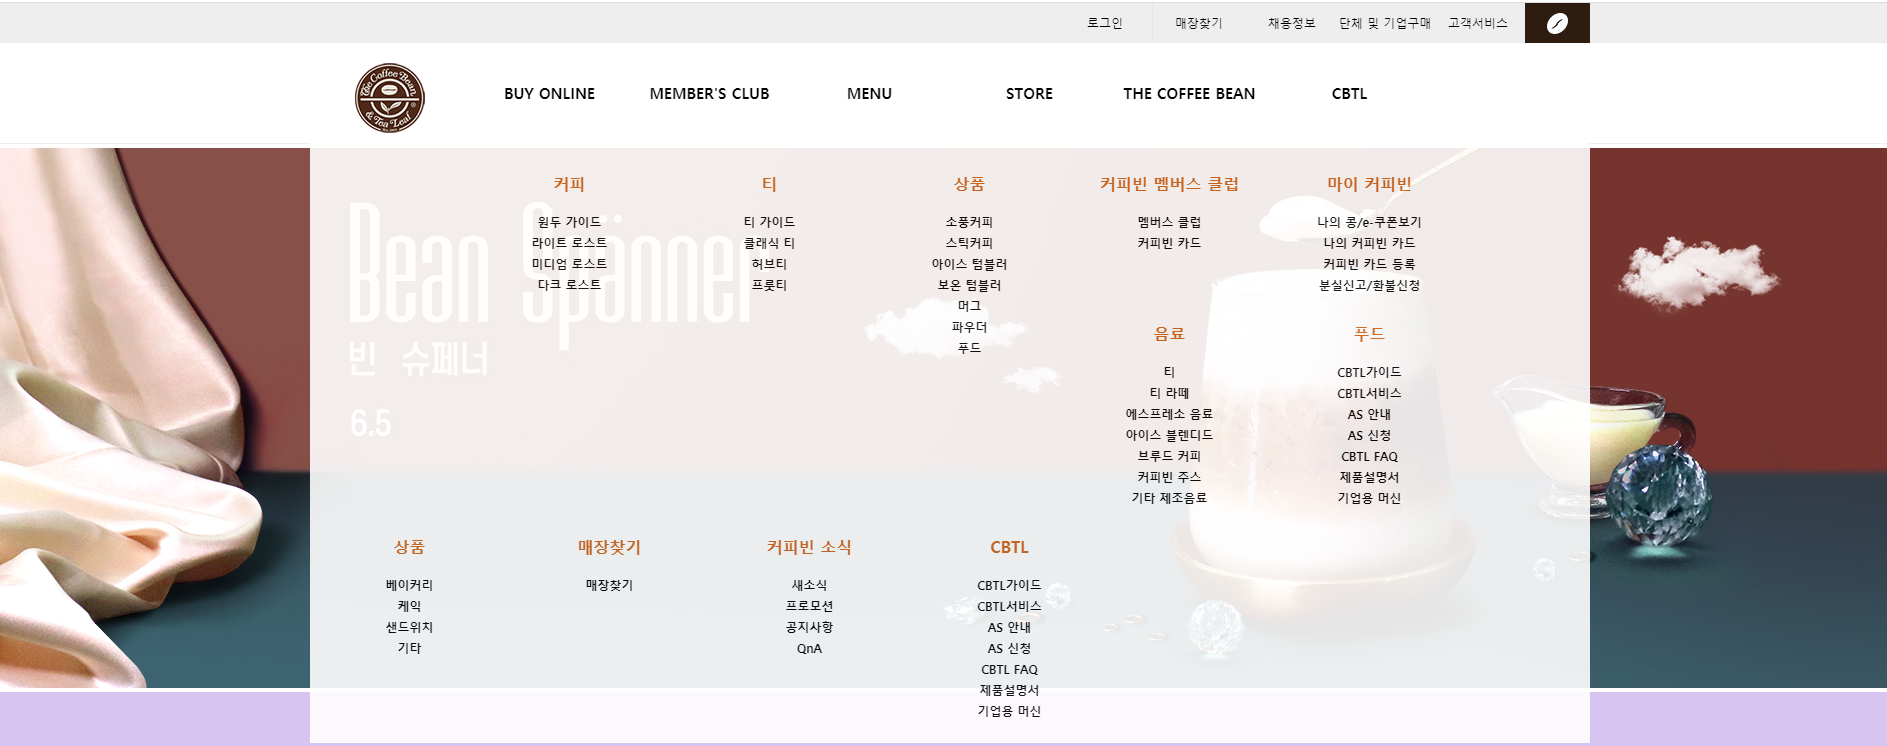 로그인
매장찾기
채용정보
단체 및 기업구매
고객서비스
The Coffee Bean
& Tea Leaf
BUY ONLINE
MEMBER'S CLUB
MENU
STORE
THE COFFEE BEAN
CBTL
Bean Spänner
빈 슈페너
6.5
커피
원두 가이드
라이트 로스트
미디엄 로스트
다크 로스트
티
티 가이드
클래식 티
허브티
프룻티
상품
소풍커피
스틱커피
아이스 텀블러
보온 텀블러
머그
파우더
푸드
커피빈 멤버스 클럽
멤버스 클럽
커피빈 카드
마이 커피빈
나의 콩/e-쿠폰보기
나의 커피빈 카드
커피빈 카드 등록
분실신고/환불신청
음료
티
티 라떼
에스프레소 음료
아이스 블렌디드
브루드 커피
커피빈 주스
기타 제조음료
푸드
CBTL가이드
CBTL서비스
AS 안내
AS 신청
CBTL FAQ
제품설명서
기업용 머신
상품
베이커리
케익
샌드위치
기타
매장찾기
매장찾기
커피빈 소식
새소식
프로모션
공지사항
QnA
CBTL
CBTL가이드
CBTL서비스
AS 안내
AS 신청
CBTL FAQ
제품설명서
기업용 머신